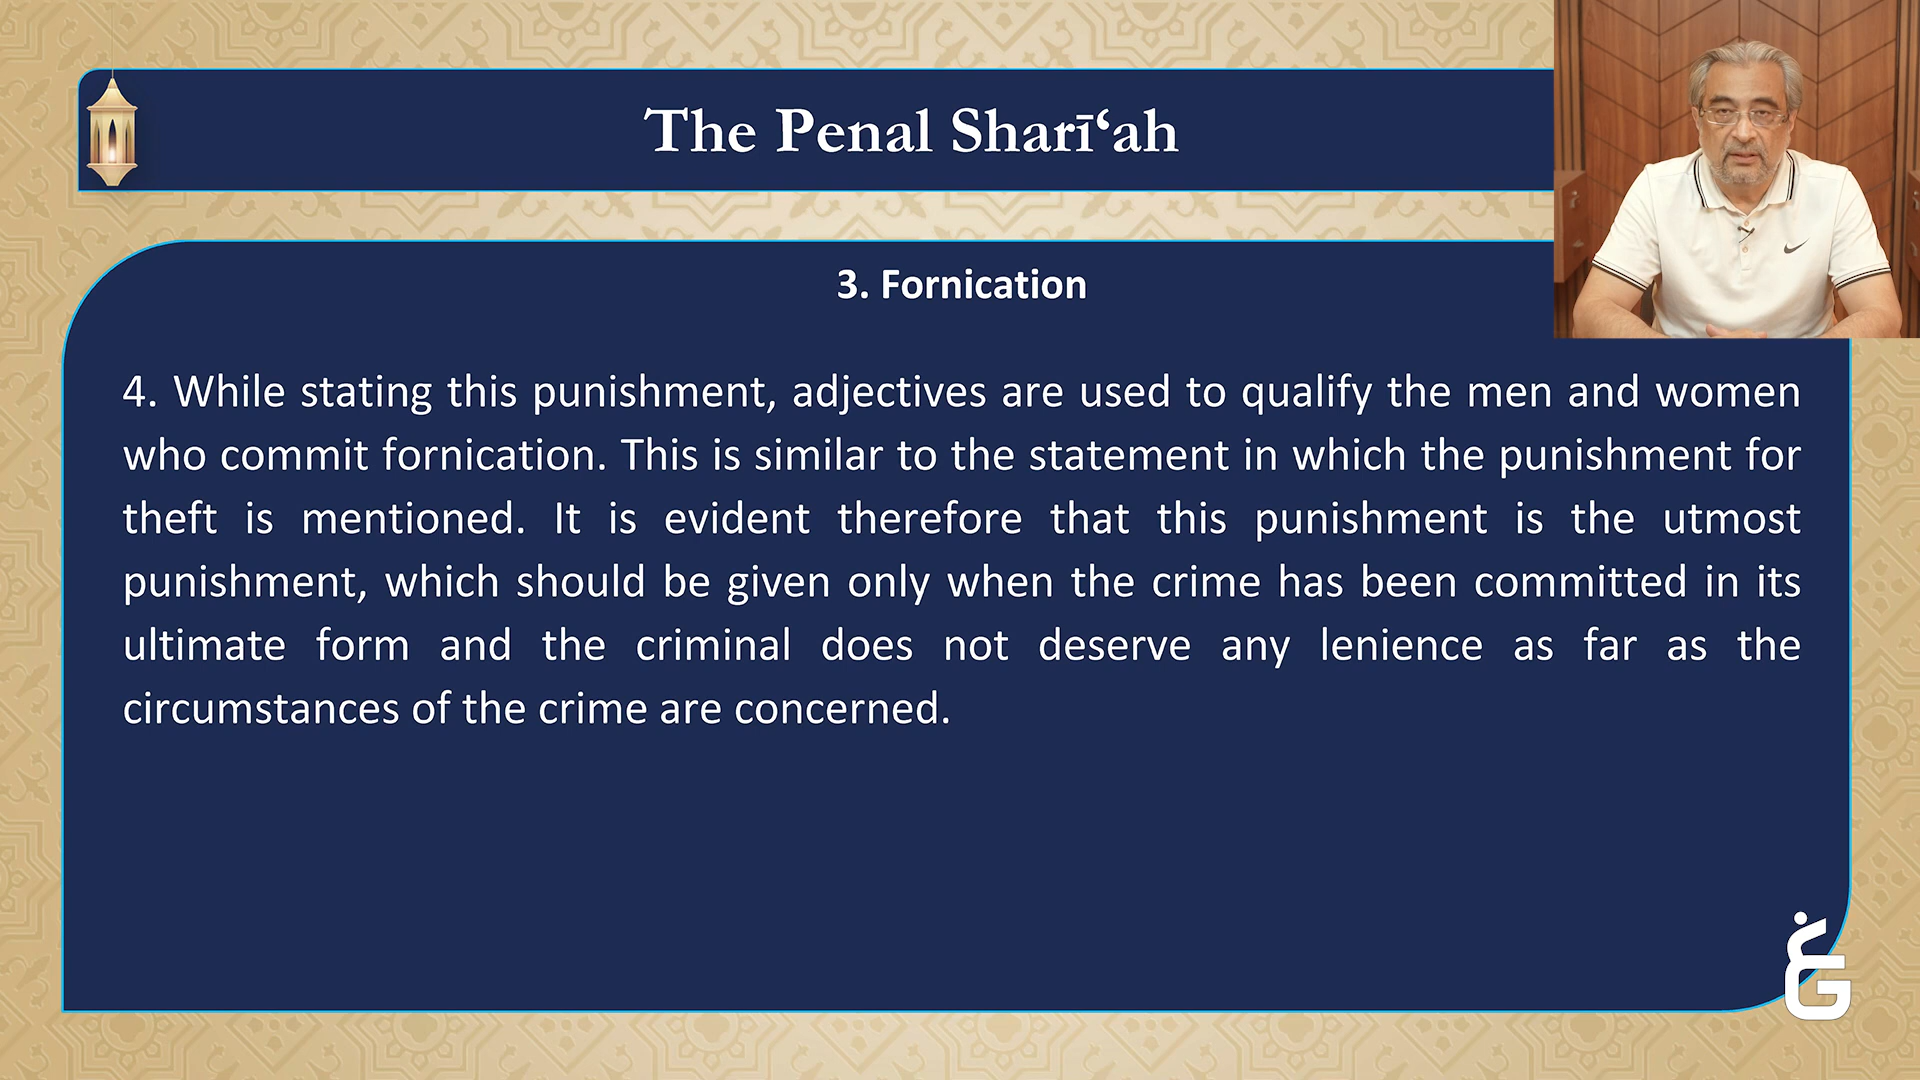 The Penal Sharī‘ah
3. Fornication
4. While stating this punishment, adjectives are used to qualify the men and women
who commit fornication. This is similar to the statement in which the punishment for
theft is mentioned. It is evident therefore that this punishment is the utmost
punishment, which should be given only when the crime has been committed in its
ultimate form and the criminal does not deserve any lenience as far as the
circumstances of the crime are concerned.
غ
G